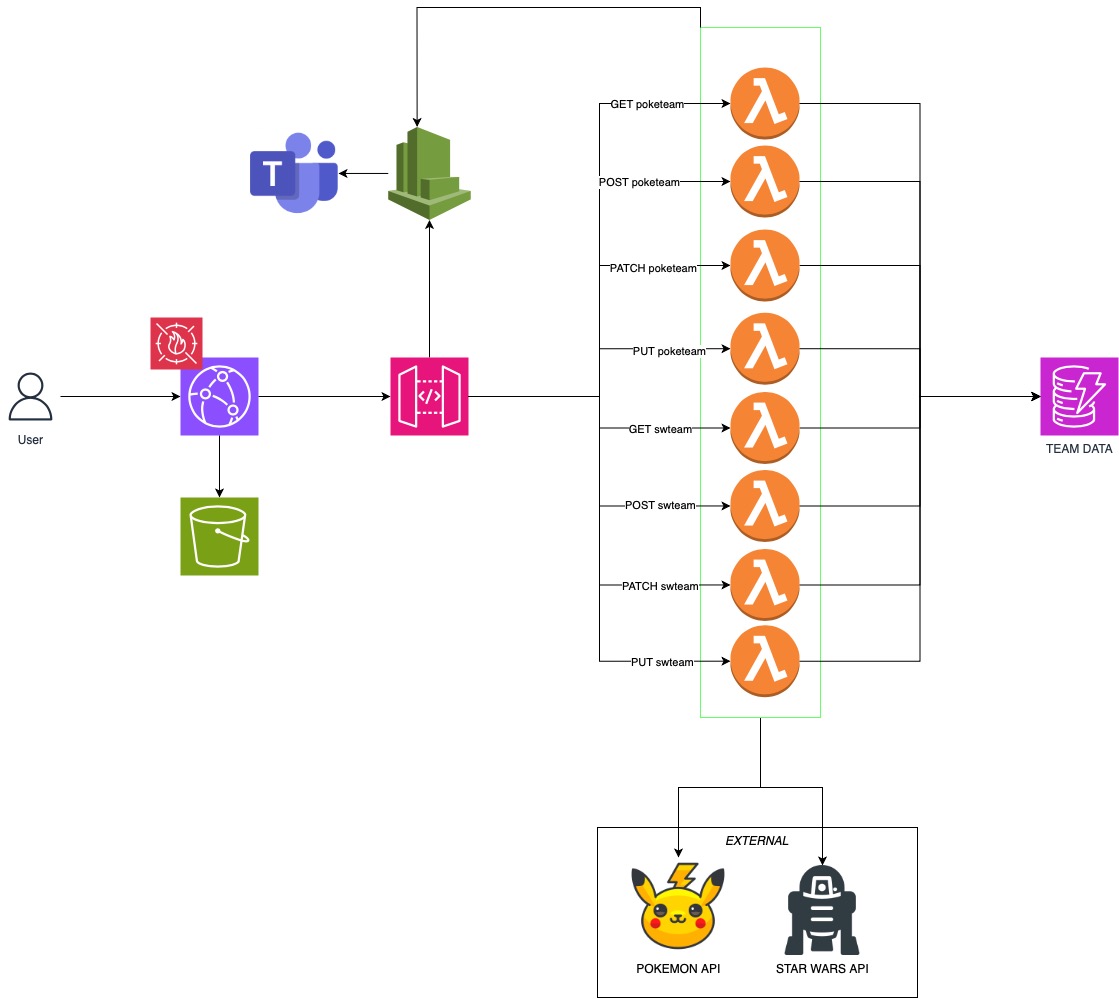 GET poketeam
POST poketeam
T
PATCH poketeam
PUT poketeam
</>
User
GET swteam
TEAM DATA
POST swteam
PATCH swteam
PUT swteam
EXTERNAL
POKEMON API
STAR WARS API